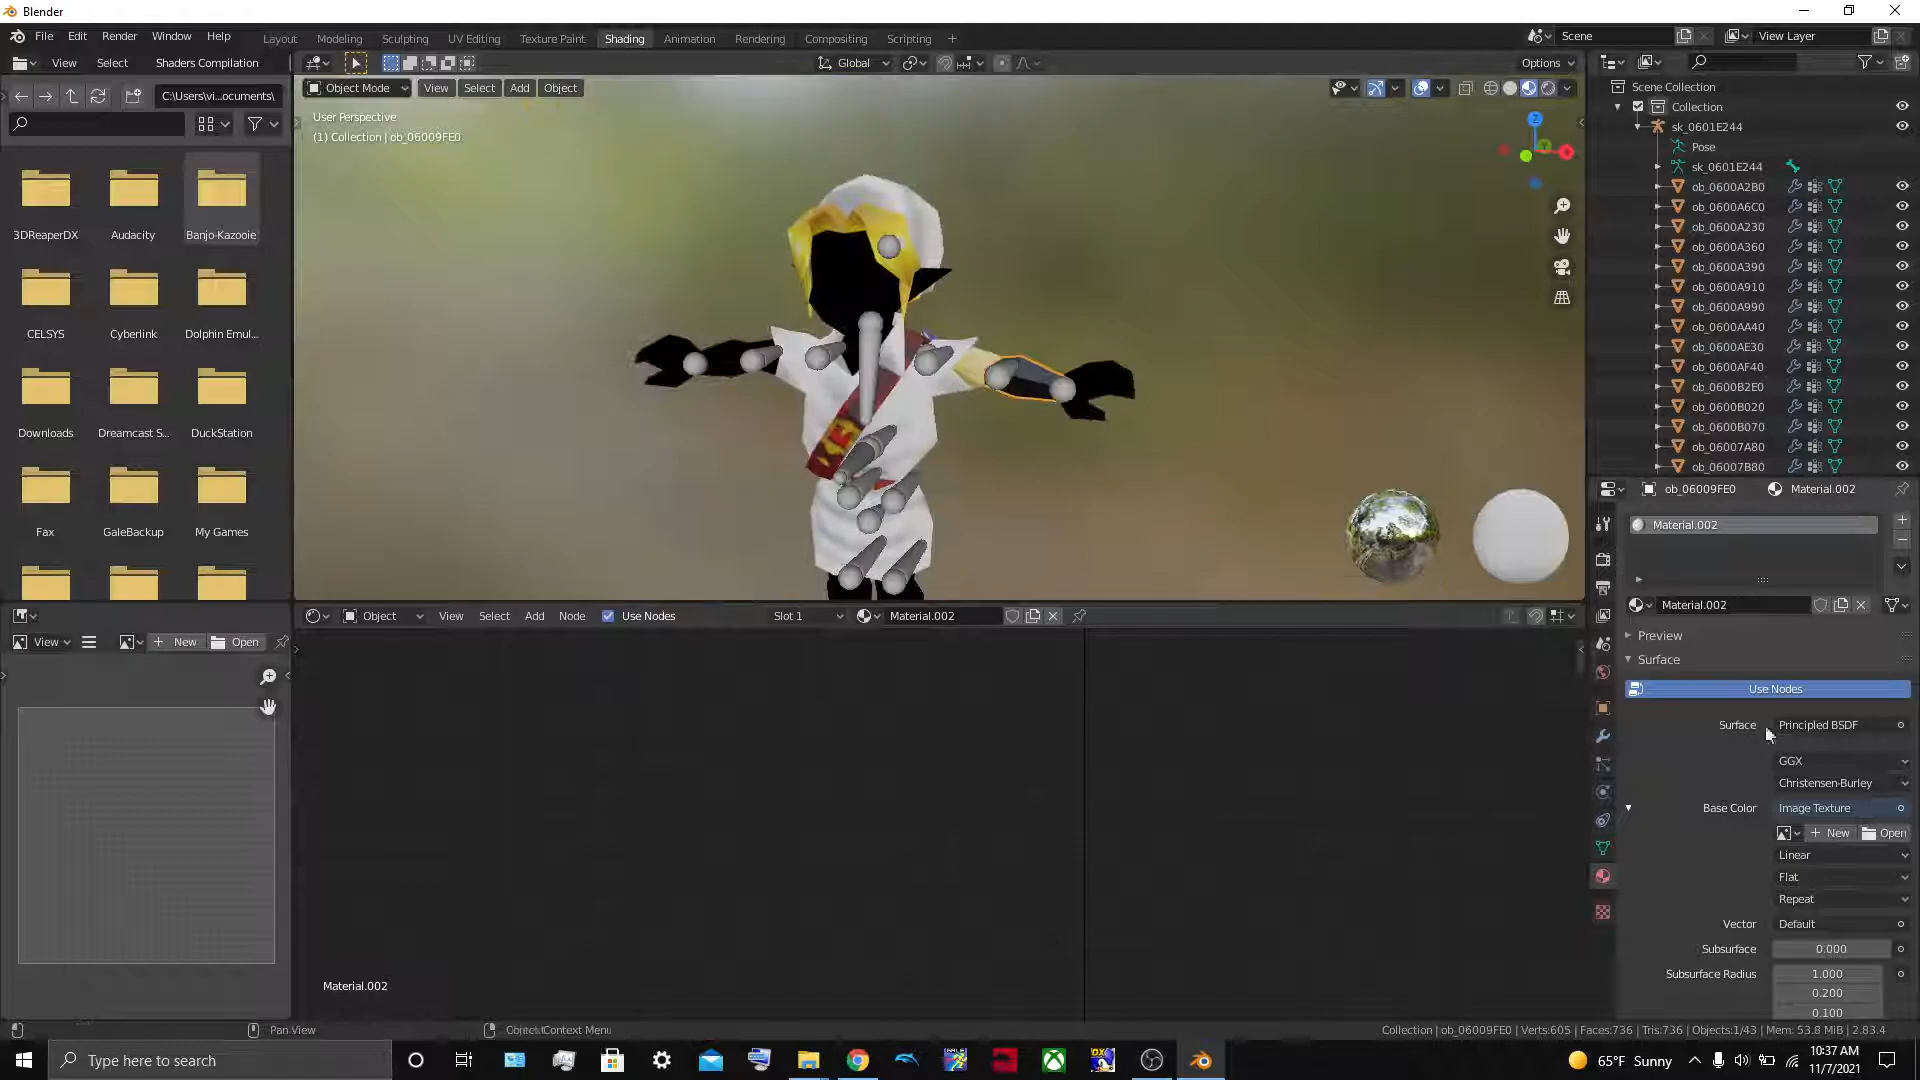 Blender
File Edit Render Window Help
Layout Modeling Sculpting UV Editing Texture Paint Shading Animation Rendering Compositing Scripting +
Scene View Layer
View Select Shaders Compilation
Global Options
C:\Users\vi...ocuments\
Object Mode View Select Add Object
User Perspective
(1) Collection | ob_06009FE0
Z
3DReaperDX Audacity Banjo-Kazooie
CELSYS Cyberlink Dolphin Emul...
Downloads Dreamcast S... DuckStation
Fax GaleBackup My Games
Scene Collection
Collection
sk_0601E244
Pose
sk_0601E244
ob_0600A2B0
ob_0600A6C0
ob_0600A230
ob_0600A360
ob_0600A390
ob_0600A910
ob_0600A990
ob_0600AA40
ob_0600AE30
ob_0600AF40
ob_0600B2E0
ob_0600B020
ob_0600B070
ob_06007A80
ob_06007B80
ob_06009FE0 Material.002
Material.002
Material.002
Preview
Surface
Use Nodes
Surface Principled BSDF
GGX
Christensen-Burley
Base Color Image Texture
New Open
Linear
Flat
Repeat
Vector Default
Subsurface 0.000
Subsurface Radius 1.000
0.200
0.100
Object View Select Add Node Use Nodes Slot 1 Material.002
View New Open
Material.002
Pan View
Collection | ob_06009FE0 | Verts:605 | Faces:736 | Tris:736 | Objects:1/43 | Mem: 53.8 MiB | 2.83.4
Type here to search
65°F Sunny
10:37 AM
11/7/2021